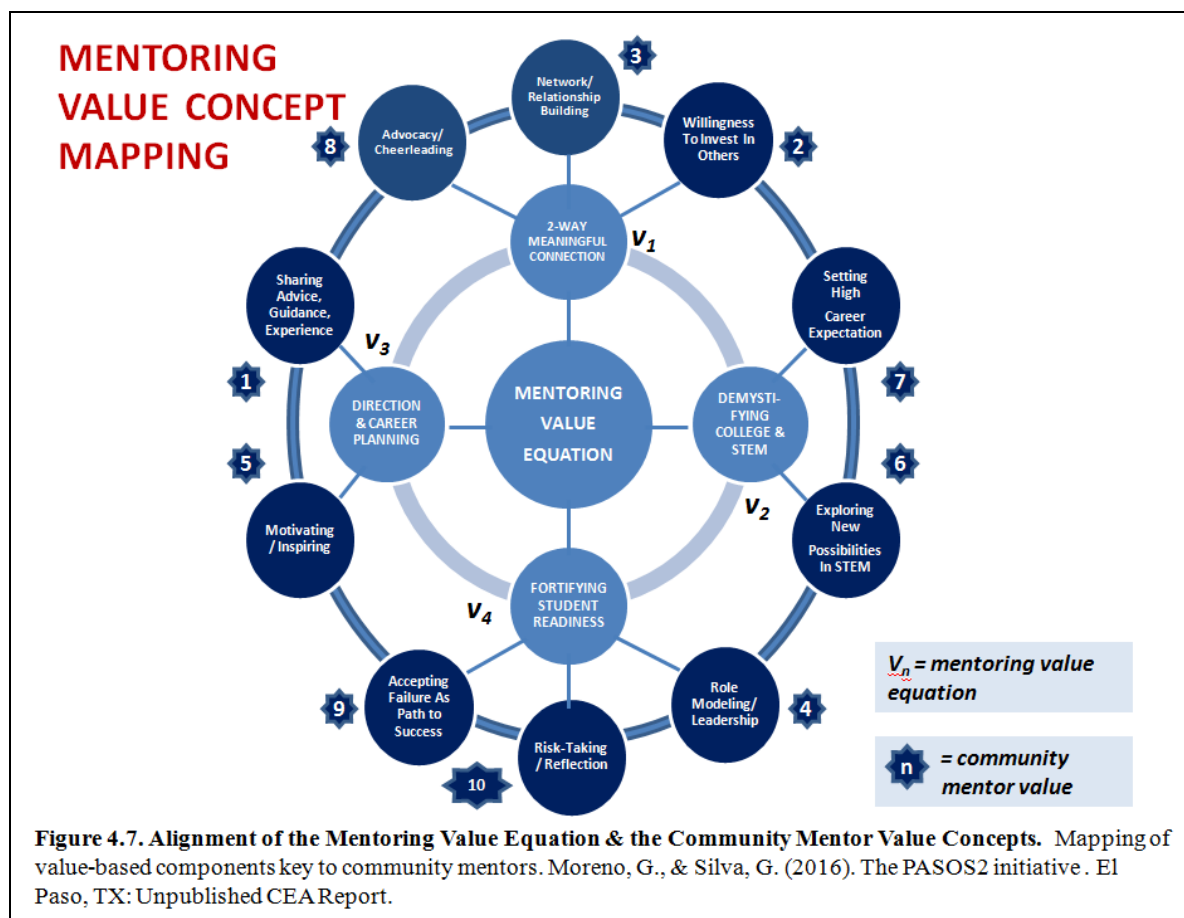 MENTORING
VALUE CONCEPT
MAPPING
3
Network/
Relationship
Building
8
Advocacy/
Cheerleading
Willingness
To Invest In
Others
2
2-WAY
MEANINGFUL
CONNECTION
V1
Sharing
Advice,
Guidance,
Experience
Setting
High
Career
Expectation
V3
1
7
DIRECTION
& CAREER
PLANNING
MENTORING
VALUE
EQUATION
DEMYSTI-
FYING
COLLEGE &
STEM
5
6
V2
Motivating
/ Inspiring
Exploring
New
Possibilities
In STEM
V4
FORTIFYING
STUDENT
READINESS
9
Accepting
Failure As
Path to
Success
Role
Modeling/
Leadership
4
10
Risk-Taking
/ Reflection
Vn = mentoring value
equation
n = community
mentor value
Figure 4.7. Alignment of the Mentoring Value Equation & the Community Mentor Value Concepts. Mapping of
value-based components key to community mentors. Moreno, G., & Silva, G. (2016). The PASOS2 initiative . El
Paso, TX: Unpublished CEA Report.